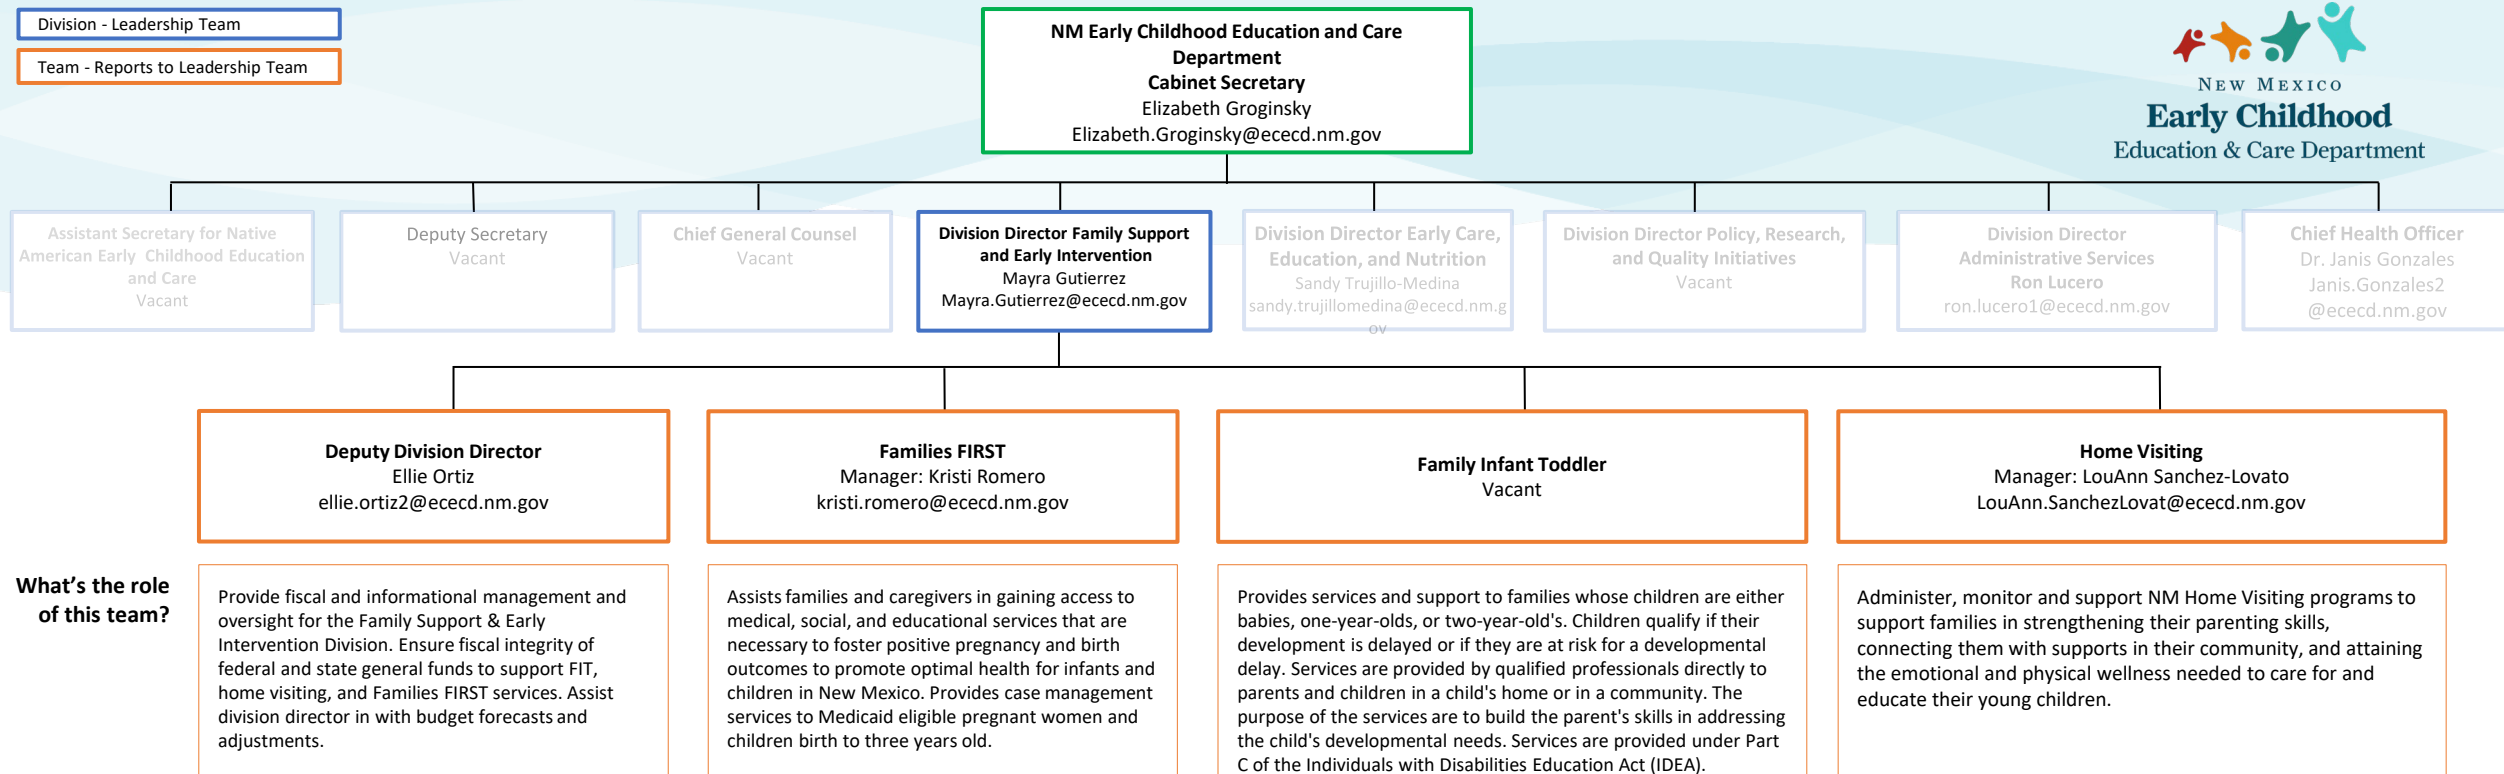 Division - Leadership Team
Team - Reports to Leadership Team
NM Early Childhood Education and Care
Department
Cabinet Secretary
Elizabeth Groginsky
Elizabeth.Groginsky@ececd.nm.gov
NEW MEXICO
Early Childhood
Education & Care Department
Assistant Secretary for Native
American Early Childhood Education
and Care
Vacant
Deputy Secretary
Vacant
Chief General Counsel
Vacant
Division Director Family Support
and Early Intervention
Mayra Gutierrez
Mayra.Gutierrez@ececd.nm.gov
Division Director Early Care,
Education, and Nutrition
Sandy Trujillo-Medina
sandy.trujillomedina@ececd.nm.g
ov
Division Director Policy, Research,
and Quality Initiatives
Vacant
Division Director
Administrative Services
Ron Lucero
ron.lucero1@ececd.nm.gov
Chief Health Officer
Dr. Janis Gonzales
Janis.Gonzales2
@ececd.nm.gov
Deputy Division Director
Ellie Ortiz
ellie.ortiz2@ececd.nm.gov
Families FIRST
Manager: Kristi Romero
kristi.romero@ececd.nm.gov
Family Infant Toddler
Vacant
Home Visiting
Manager: LouAnn Sanchez-Lovato
LouAnn.SanchezLovat@ececd.nm.gov
What's the role
of this team?
Provide fiscal and informational management and
oversight for the Family Support & Early
Intervention Division. Ensure fiscal integrity of
federal and state general funds to support FIT,
home visiting, and Families FIRST services. Assist
division director in with budget forecasts and
adjustments.
Assists families and caregivers in gaining access to
medical, social, and educational services that are
necessary to foster positive pregnancy and birth
outcomes to promote optimal health for infants and
children in New Mexico. Provides case management
services to Medicaid eligible pregnant women and
children birth to three years old.
Provides services and support to families whose children are either
babies, one-year-olds, or two-year-old's. Children qualify if their
development is delayed or if they are at risk for a developmental
delay. Services are provided by qualified professionals directly to
parents and children in a child's home or in a community. The
purpose of the services are to build the parent's skills in addressing
the child's developmental needs. Services are provided under Part
C of the Individuals with Disabilities Education Act (IDEA).
Administer, monitor and support NM Home Visiting programs to
support families in strengthening their parenting skills,
connecting them with supports in their community, and attaining
the emotional and physical wellness needed to care for and
educate their young children.